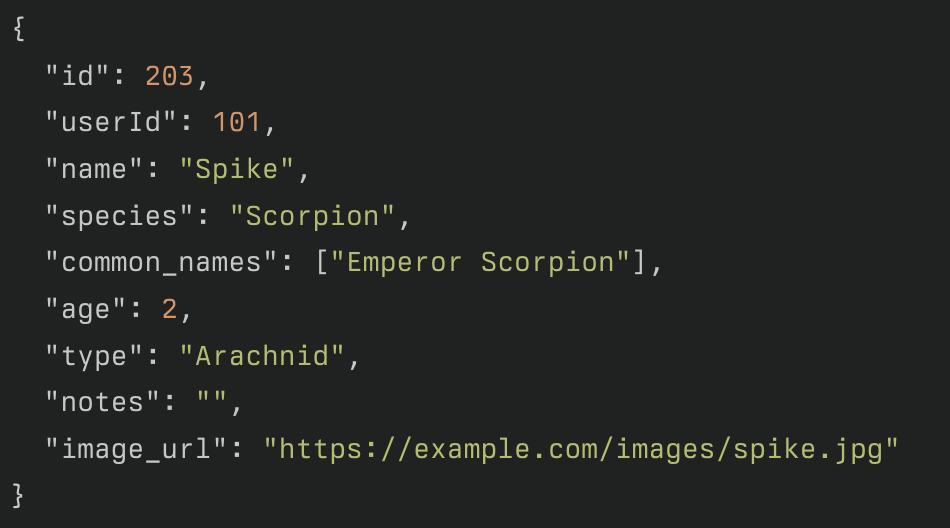 {
  "id": 203,
  "userId": 101,
  "name": "Spike",
  "species": "Scorpion",
  "common_names": ["Emperor Scorpion"],
  "age": 2,
  "type": "Arachnid",
  "notes": "",
  "image_url": "https://example.com/images/spike.jpg"
}